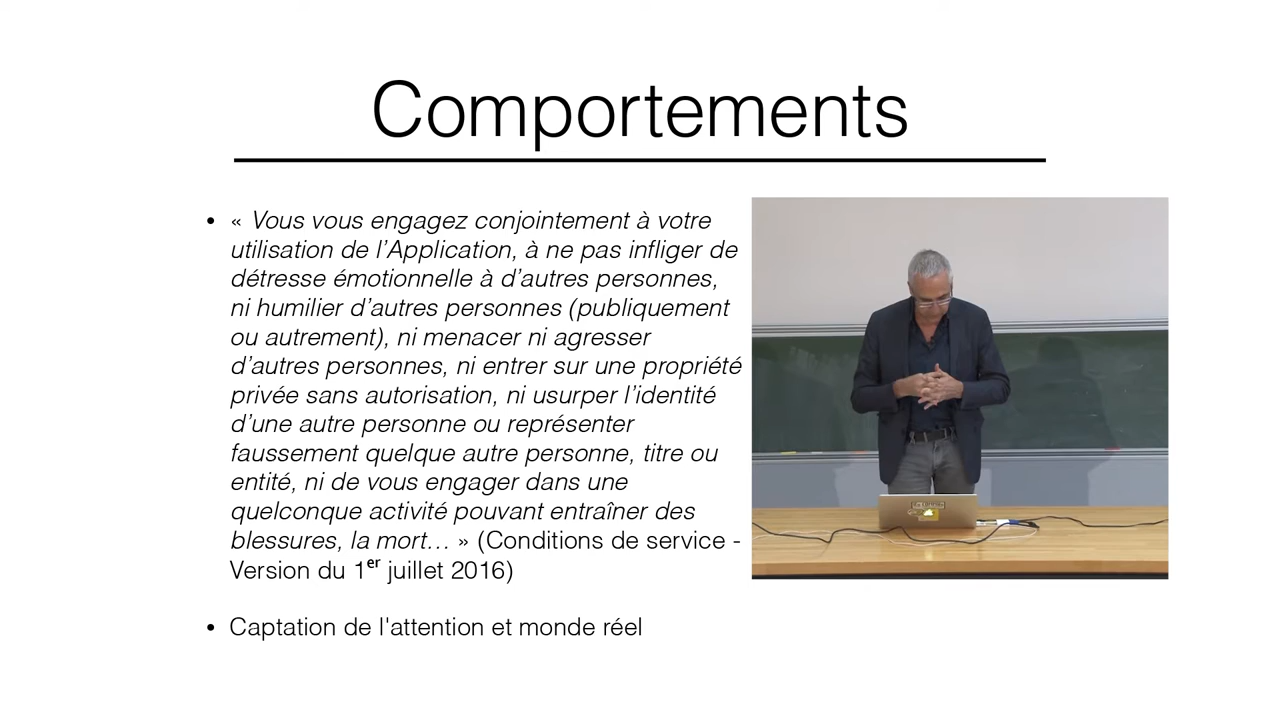 Comportements
• « Vous vous engagez conjointement à votre
utilisation de l’Application, à ne pas infliger de
détresse émotionnelle à d’autres personnes,
ni humilier d’autres personnes (publiquement
ou autrement), ni menacer ni agresser
d’autres personnes, ni entrer sur une propriété
privée sans autorisation, ni usurper l’identité
d’une autre personne ou représenter
faussement quelque autre personne, titre ou
entité, ni de vous engager dans une
quelconque activité pouvant entraîner des
blessures, la mort… » (Conditions de service -
Version du 1er juillet 2016)
• Captation de l'attention et monde réel